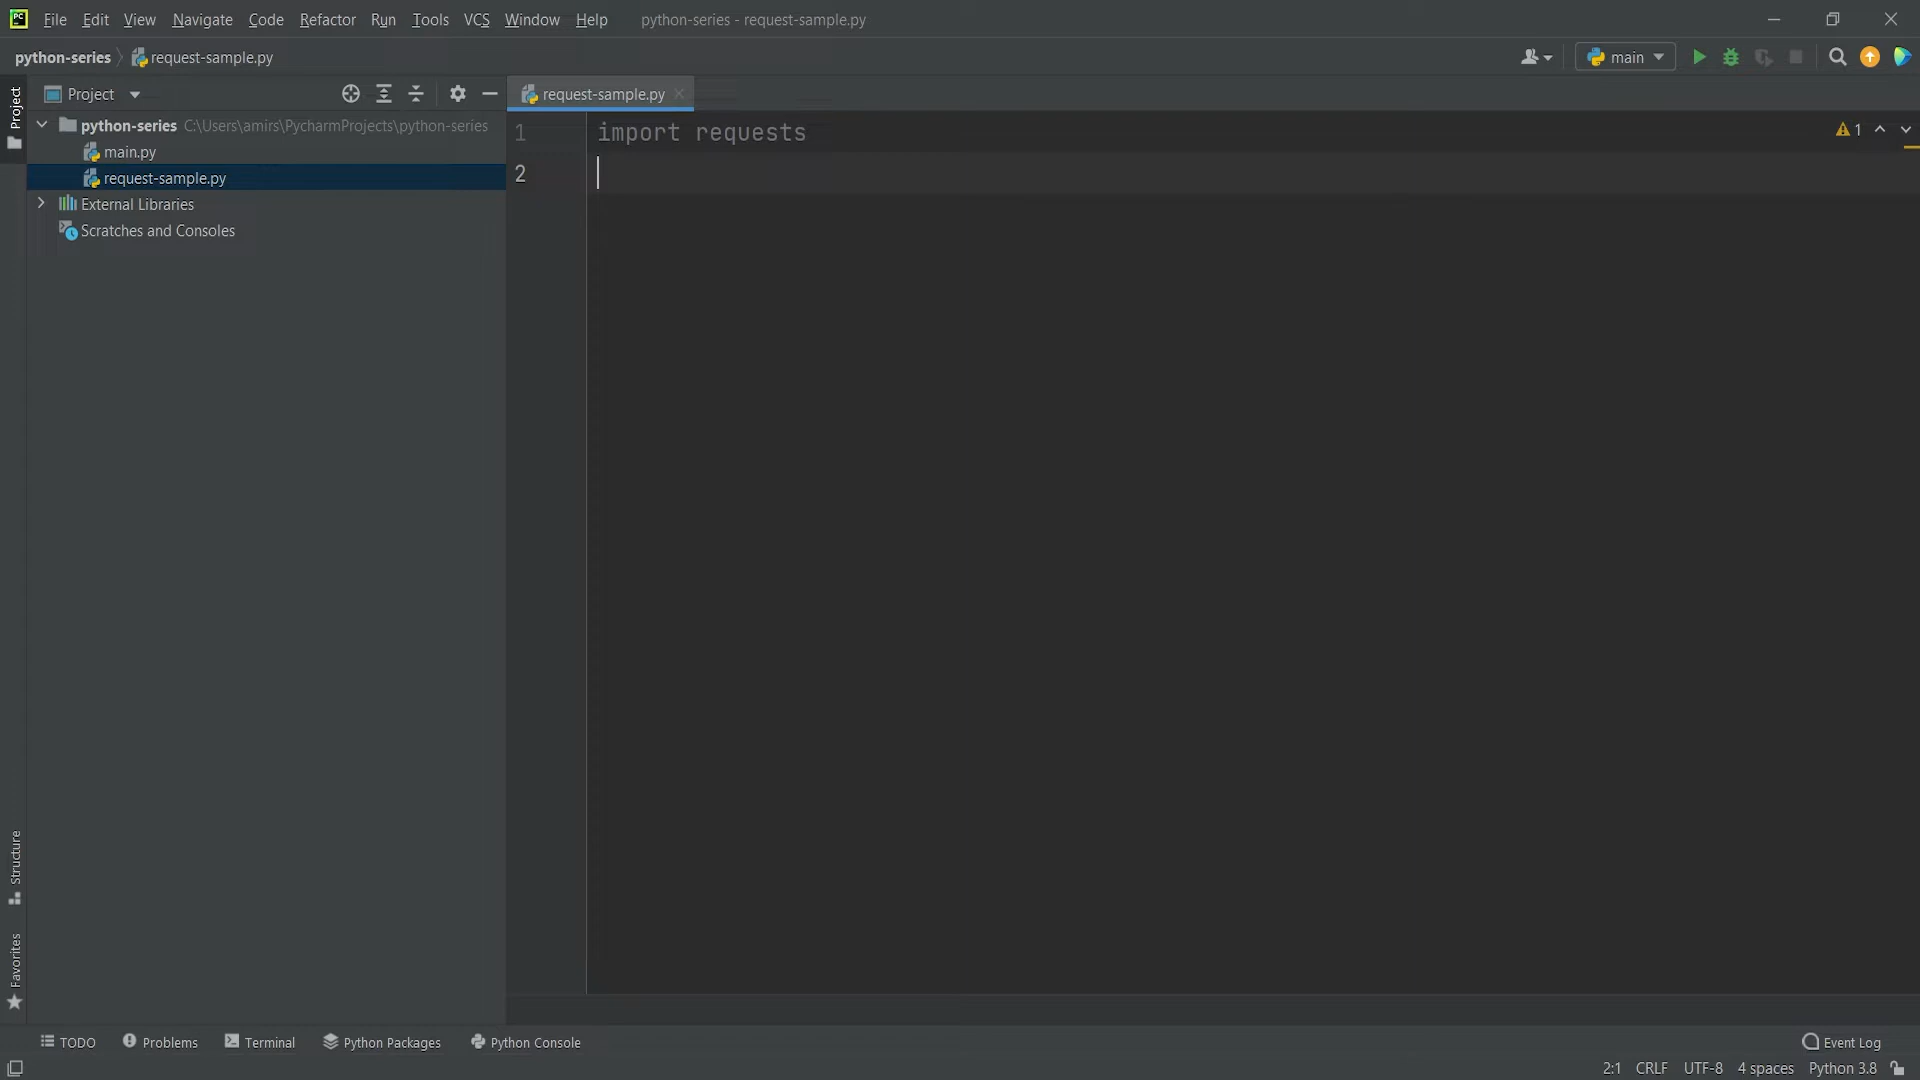 PC
File Edit View Navigate Code Refactor Run Tools VCS Window Help python-series - request-sample.py
python-series request-sample.py main
Project
Project request-sample.py
python-series C:\Users\amirs\PycharmProjects\python-series
main.py
request-sample.py
External Libraries
Scratches and Consoles
1 import requests 1
2
Structure
Favorites
TODO Problems Terminal Python Packages Python Console Event Log
2:1 CRLF UTF-8 4 spaces Python 3.8